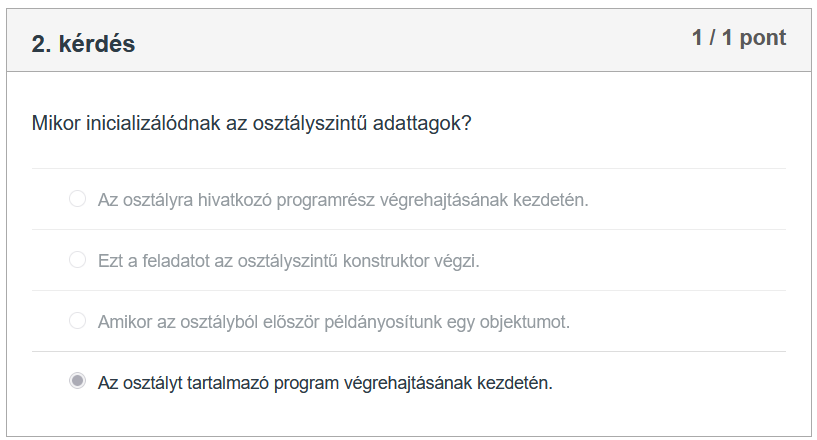 2. kérdés
1 / 1 pont
Mikor inicializálódnak az osztályszintű adattagok?
Az osztályra hivatkozó programrész végrehajtásának kezdetén.
Ezt a feladatot az osztályszintű konstruktor végzi.
Amikor az osztályból először példányosítunk egy objektumot.
Az osztályt tartalmazó program végrehajtásának kezdetén.